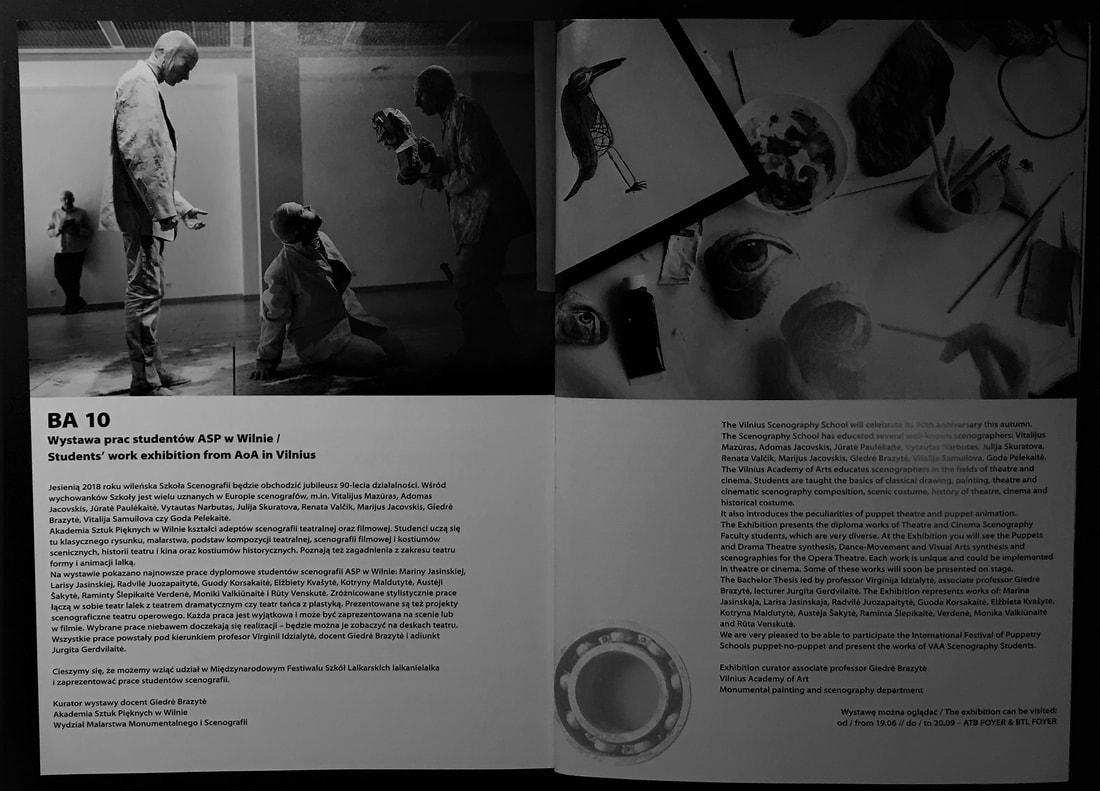 BA 10
Wystawa prac studentów ASP w Wilnie /
Students' work exhibition from AoA in Vilnius
Jesienią 2018 roku wileńska Szkoła Scenografii będzie obchodzić jubileusz 90-lecia działalności. Wśród
wychowanków Szkoły jest wielu uznanych w Europie scenografów, m.in. Vitalijus Mazūras, Adomas
Jacovskis, Jūratė Paulėkaitė, Vytautas Narbutas, Julija Skuratova, Renata Valčik, Marijus Jacovskis, Giedrė
Brazytė, Vitalija Samuilova czy Goda Pelekaitė.
Akademia Sztuk Pięknych w Wilnie kształci adeptów scenografii teatralnej oraz filmowej. Studenci uczą się
tu klasycznego rysunku, malarstwa, podstaw kompozycji teatralnej, scenografii filmowej i kostiumów
scenicznych, historii teatru i kina oraz kostiumów historycznych. Poznają też zagadnienia z zakresu teatru
formy i animacji lalką.
Na wystawie pokazano najnowsze prace dyplomowe studentów scenografii ASP w Wilnie: Mariny Jasinskiej,
Larisy Jasinskiej, Radvilė Juozapaitytė, Guody Korsakaitė, Elżbiety Kvašytė, Kotryny Maldutytė, Austėji
Šakytė, Raminty Šlepikaitė Verdenė, Moniki Valkiūnaitė i Rūty Venskutė. Zróżnicowane stylistycznie prace
łączą w sobie teatr lalek z teatrem dramatycznym czy teatr tańca z plastyką. Prezentowane są też projekty
scenograficzne teatru operowego. Każda praca jest wyjątkowa i może być zaprezentowana na scenie lub
w filmie. Wybrane prace niebawem doczekają się realizacji – będzie można je zobaczyć na deskach teatru.
Wszystkie prace powstały pod kierunkiem profesor Virginii Idzialytė, docent Giedrė Brazytė i adiunkt
Jurgita Gerdvilaitė.
Cieszymy się, że możemy wziąć udział w Międzynarodowym Festiwalu Szkół Lalkarskich lalkanielalka
i zaprezentować prace studentów scenografii.
Kurator wystawy docent Giedrė Brazytė
Akademia Sztuk Pięknych w Wilnie
Wydział Malarstwa Monumentalnego i Scenografii
The Vilnius Scenography School will celebrate its 90th anniversary this autumn.
The Scenography School has educated several well-known scenographers: Vitalijus
Mazūras, Adomas Jacovskis, Jūratė Paulėkaitė, Vytautas Narbutas, Julija Skuratova,
Renata Valčik, Marijus Jacovskis, Giedrė Brazytė, Vitalija Samuilova, Goda Pelekaitė.
The Vilnius Academy of Arts educates scenographers in the fields of theatre and
cinema. Students are taught the basics of classical drawing, painting, theatre and
cinematic scenography composition, scenic costume, history of theatre, cinema and
historical costume.
It also introduces the peculiarities of puppet theatre and puppet animation.
The Exhibition presents the diploma works of Theatre and Cinema Scenography
Faculty students, which are very diverse. At the Exhibition you will see the Puppets
and Drama Theatre synthesis, Dance-Movement and Visual Arts synthesis and
scenographies for the Opera Theatre. Each work is unique and could be implemented
in theatre or cinema. Some of these works will soon be presented on stage.
The Bachelor Thesis led by professor Virginija Idzialytė, associate professor Giedrė
Brazytė, lecturer Jurgita Gerdvilaitė. The Exhibition represents works of: Marina
Jasinskaja, Larisa Jasinskaja, Radvilė Juozapaitytė, Guoda Korsakaitė, Elżbieta Kvašytė,
Kotryna Maldutytė, Austėja Šakytė, Raminta Šlepikaitė, Verdenė, Monika Valkiūnaitė
and Rūta Venskutė.
We are very pleased to be able to participate the International Festival of Puppetry
Schools puppet-no-puppet and present the works of VAA Scenography Students.
Exhibition curator associate professor Giedrė Brazytė
Vilnius Academy of Art
Monumental painting and scenography department
Wystawę można oglądać / The exhibition can be visited:
od / from 19.06 // do / to 20.09 – ATB FOYER & BTL FOYER